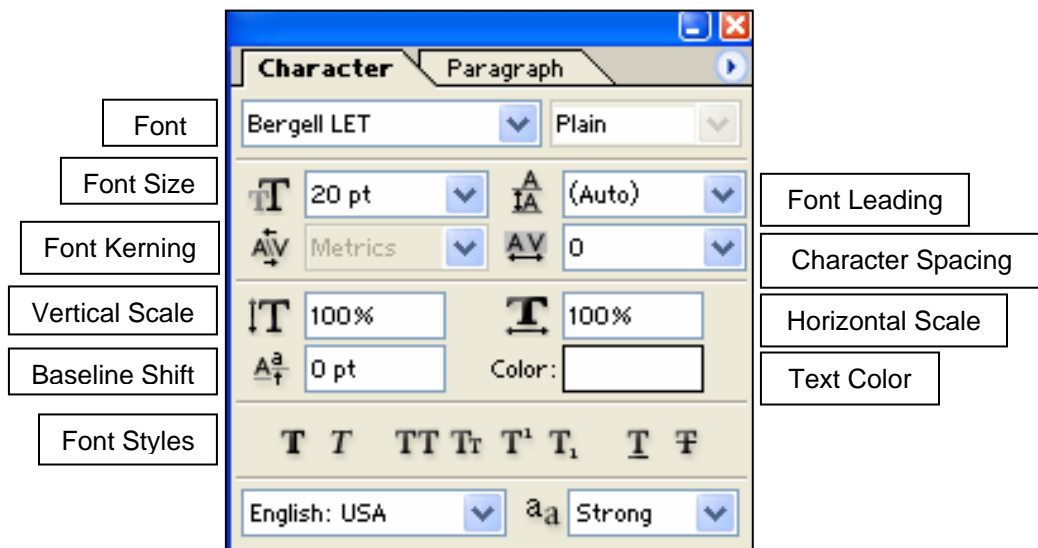 Character Paragraph
Font Bergell LET Plain
Font Size 20 pt (Auto) Font Leading
Font Kerning Metrics 0 Character Spacing
Vertical Scale 100% 100% Horizontal Scale
Baseline Shift 0 pt Color: Text Color
Font Styles T T TT Tт T¹ T₁ T T
English: USA aa Strong